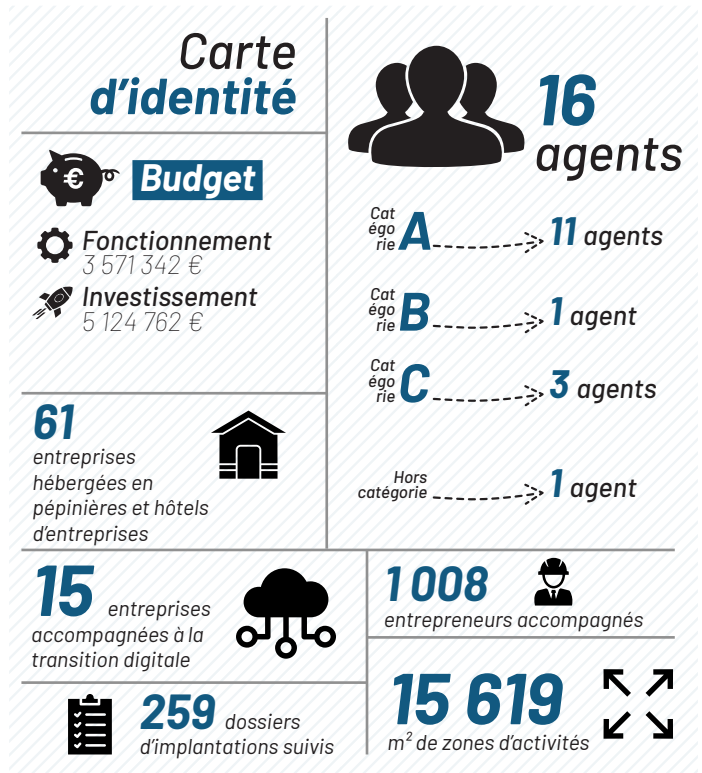 Carte
d'identité
€
Budget
Fonctionnement
3 571 342 €
Investissement
5 124 762 €
61
entreprises
hébergées en
pépinières et hôtels
d'entreprises
16
agents
Cat
égo
rie A 11 agents
Cat
égo
rie B 1 agent
Cat
égo
rie C 3 agents
Hors
catégorie 1 agent
15 entreprises
accompagnées à la
transition digitale
259 dossiers
d'implantations suivis
1 008
entrepreneurs accompagnés
15 619
m² de zones d'activités